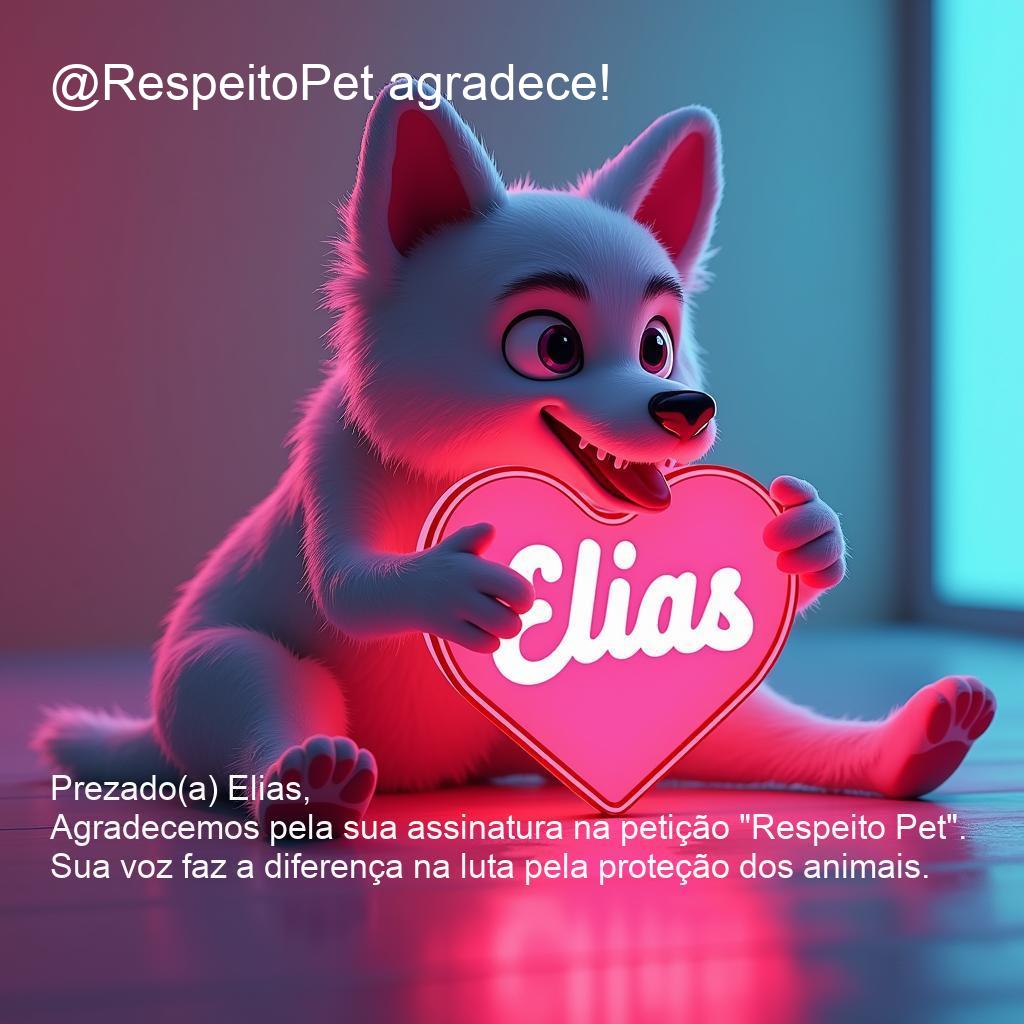 @RespeitoPet agradece!
Elias
Prezado(a) Elias,
Agradecemos pela sua assinatura na petição "Respeito Pet".
Sua voz faz a diferença na luta pela proteção dos animais.